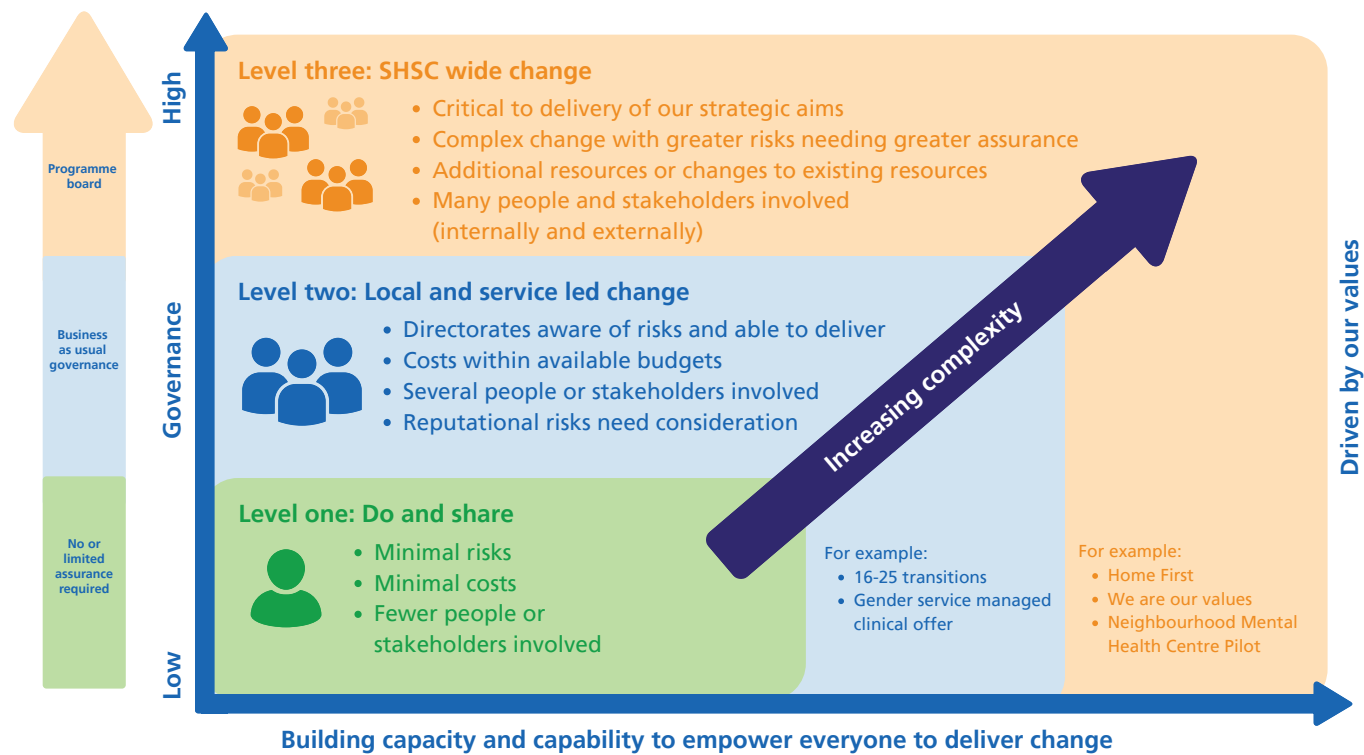 Programme
board
Business
as usual
governance
No or
limited
assurance
required
High
Governance
Low
Level three: SHSC wide change
• Critical to delivery of our strategic aims
• Complex change with greater risks needing greater assurance
• Additional resources or changes to existing resources
• Many people and stakeholders involved
(internally and externally)
Level two: Local and service led change
• Directorates aware of risks and able to deliver
• Costs within available budgets
• Several people or stakeholders involved
• Reputational risks need consideration
Level one: Do and share
• Minimal risks
• Minimal costs
• Fewer people or
stakeholders involved
Increasing complexity
For example:
• 16-25 transitions
• Gender service managed
clinical offer
For example:
• Home First
• We are our values
• Neighbourhood Mental
Health Centre Pilot
Driven by our values
Building capacity and capability to empower everyone to deliver change